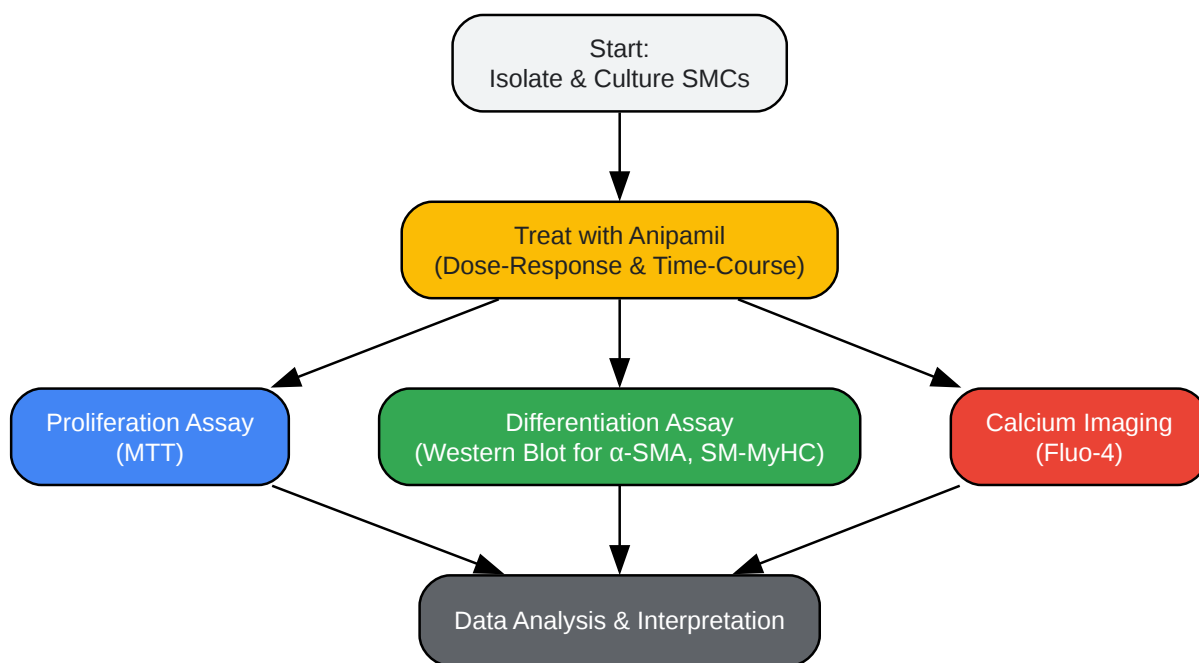 Start:
Isolate & Culture SMCs
Treat with Anipamil
(Dose-Response & Time-Course)
Proliferation Assay
(MTT)
Differentiation Assay
(Western Blot for α-SMA, SM-MyHC)
Calcium Imaging
(Fluo-4)
Data Analysis & Interpretation